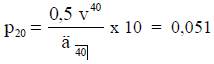 p₂₀ = 0,5 v⁴⁰ / ä 40̅| x 10 = 0,051